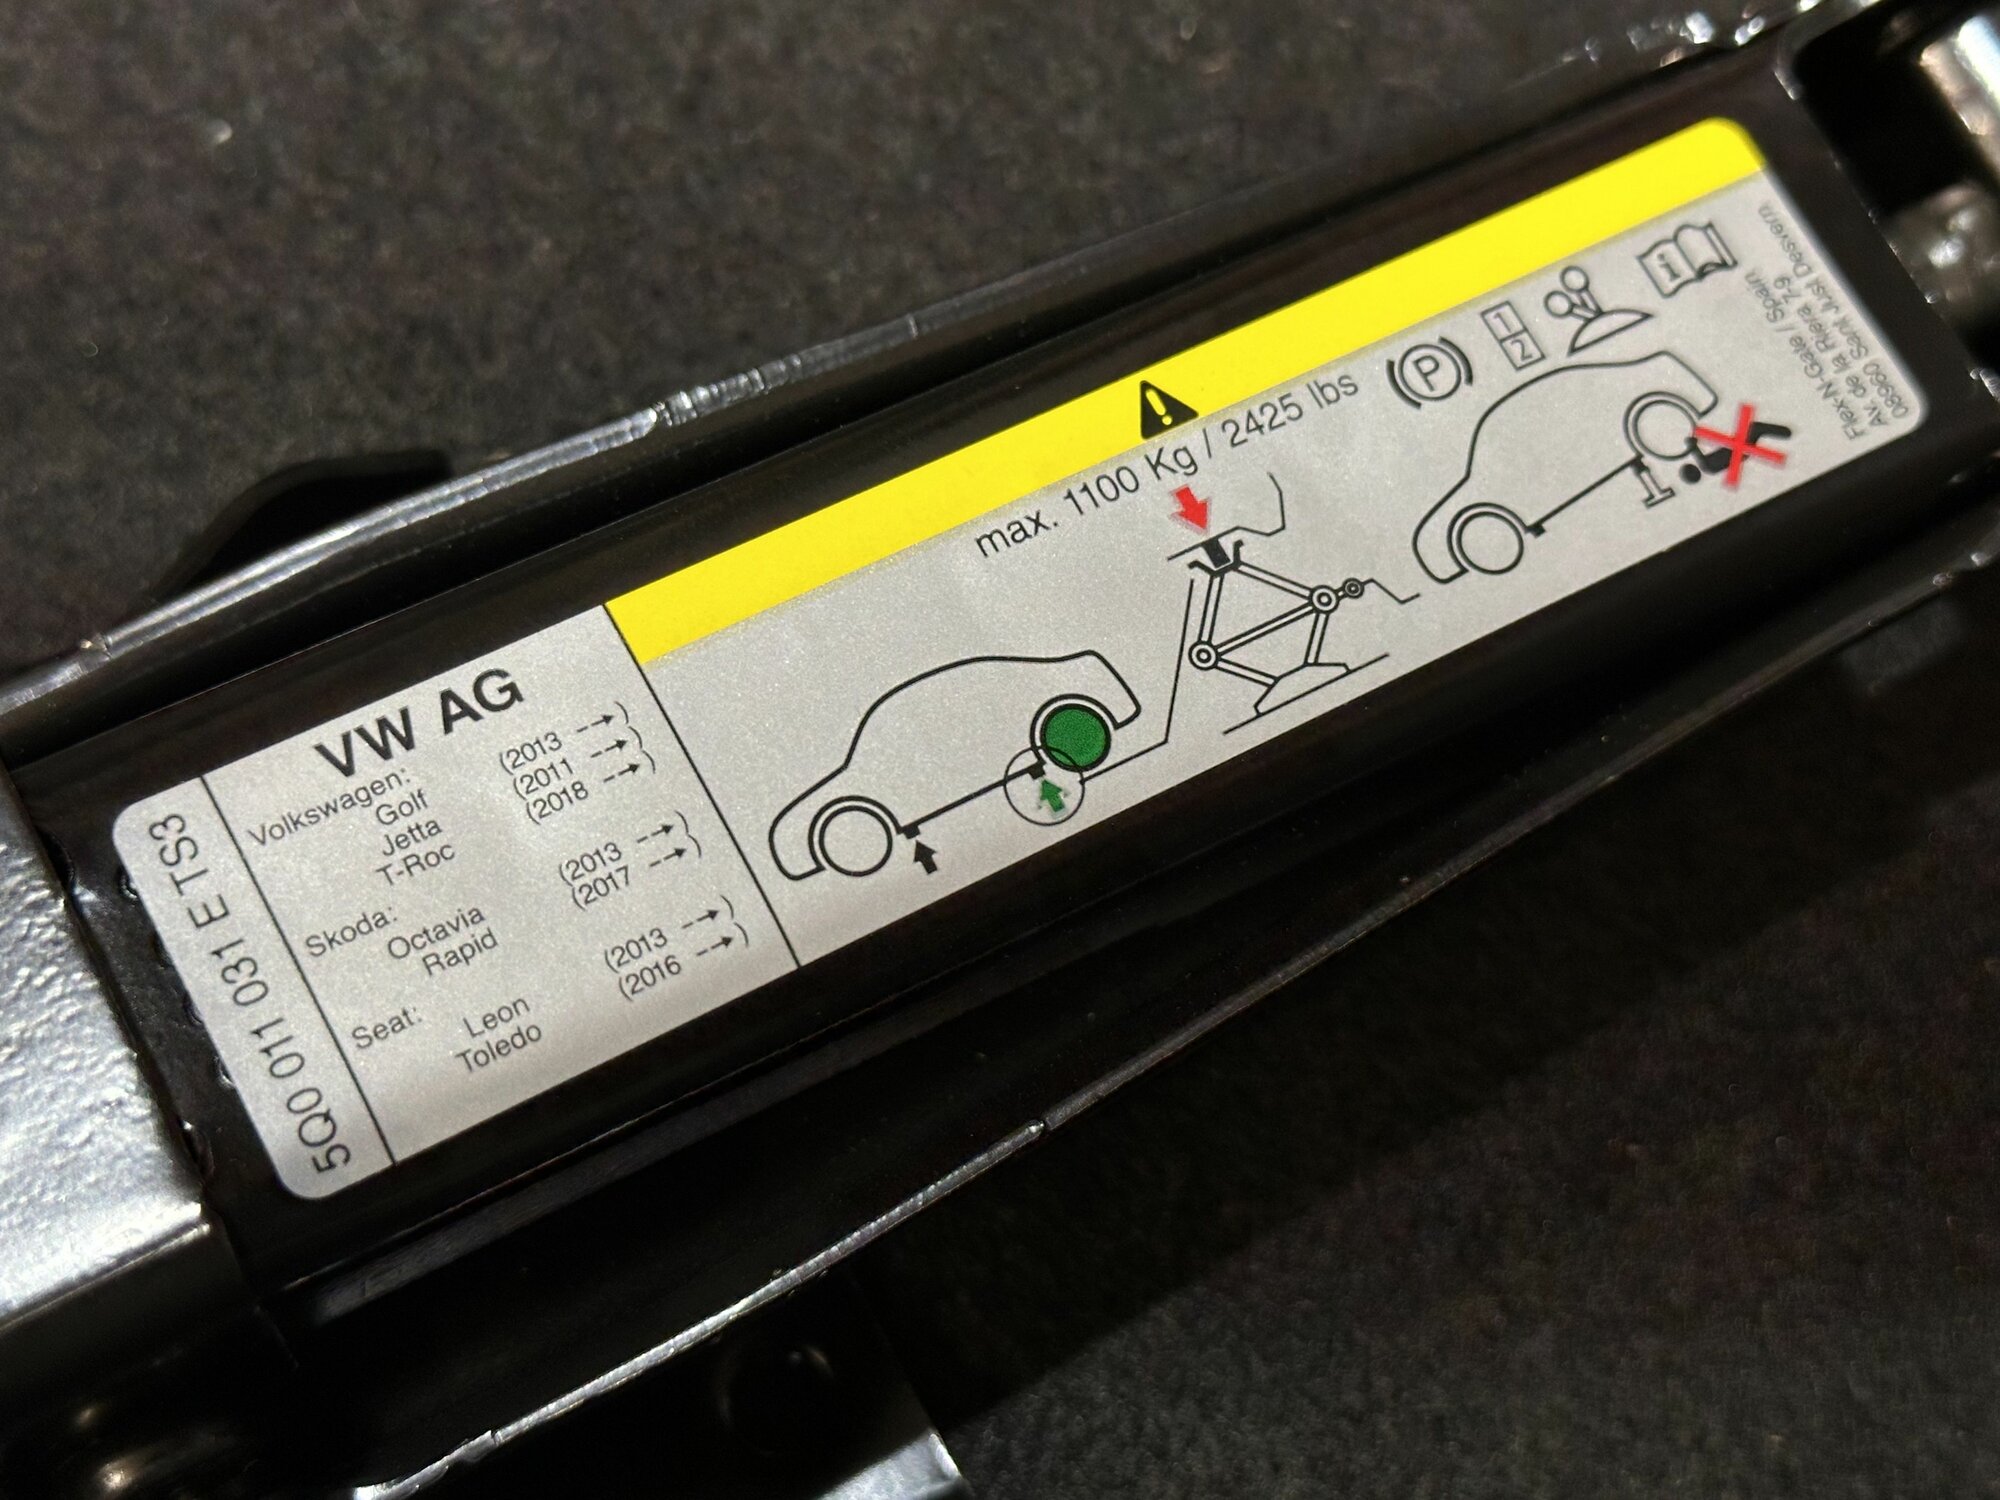 5Q0 011 031 E TS3
VW AG
Volkswagen:
Golf (2013 -->)
Jetta (2011 -->)
T-Roc (2018 -->)
Skoda:
Octavia (2013 -->)
Rapid (2017 -->)
Seat:
Leon (2013 -->)
Toledo (2016 -->)
max. 1100 Kg / 2425 lbs
P
1
2
i
Flex-N-Gate / Spain
Av. de la Riera 7.9
08960 Saint Just Desvern